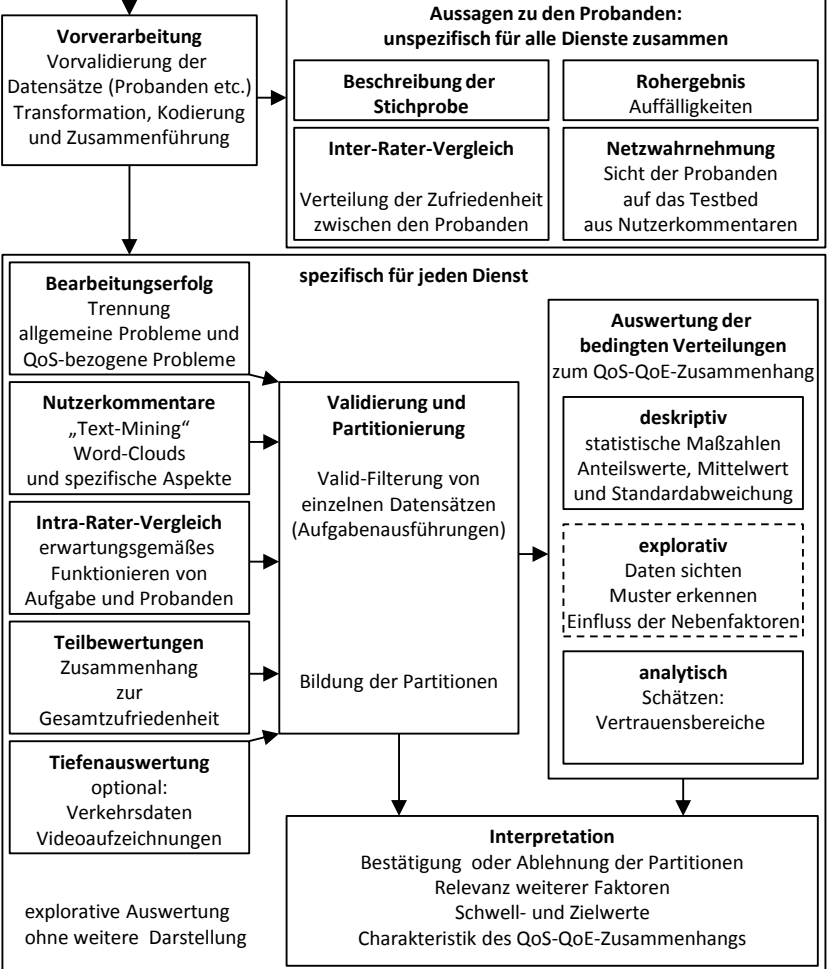 Vorverarbeitung
Vorvalidierung der
Datensätze (Probanden etc.)
Transformation, Kodierung
und Zusammenführung
Aussagen zu den Probanden:
unspezifisch für alle Dienste zusammen
Beschreibung der
Stichprobe
Rohergebnis
Auffälligkeiten
Inter-Rater-Vergleich
Verteilung der Zufriedenheit
zwischen den Probanden
Netzwahrnehmung
Sicht der Probanden
auf das Testbed
aus Nutzerkommentaren
spezifisch für jeden Dienst
Bearbeitungserfolg
Trennung
allgemeine Probleme und
QoS-bezogene Probleme
Nutzerkommentare
„Text-Mining“
Word-Clouds
und spezifische Aspekte
Intra-Rater-Vergleich
erwartungsgemäßes
Funktionieren von
Aufgabe und Probanden
Teilbewertungen
Zusammenhang
zur
Gesamtzufriedenheit
Tiefenauswertung
optional:
Verkehrsdaten
Videoaufzeichnungen
Validierung und
Partitionierung
Valid-Filterung von
einzelnen Datensätzen
(Aufgabenausführungen)
Bildung der Partitionen
Auswertung der
bedingten Verteilungen
zum QoS-QoE-Zusammenhang
deskriptiv
statistische Maßzahlen
Anteilswerte, Mittelwert
und Standardabweichung
explorativ
Daten sichten
Muster erkennen
Einfluss der Nebenfaktoren
analytisch
Schätzen:
Vertrauensbereiche
Interpretation
Bestätigung oder Ablehnung der Partitionen
Relevanz weiterer Faktoren
Schwell- und Zielwerte
Charakteristik des QoS-QoE-Zusammenhangs
explorative Auswertung
ohne weitere Darstellung